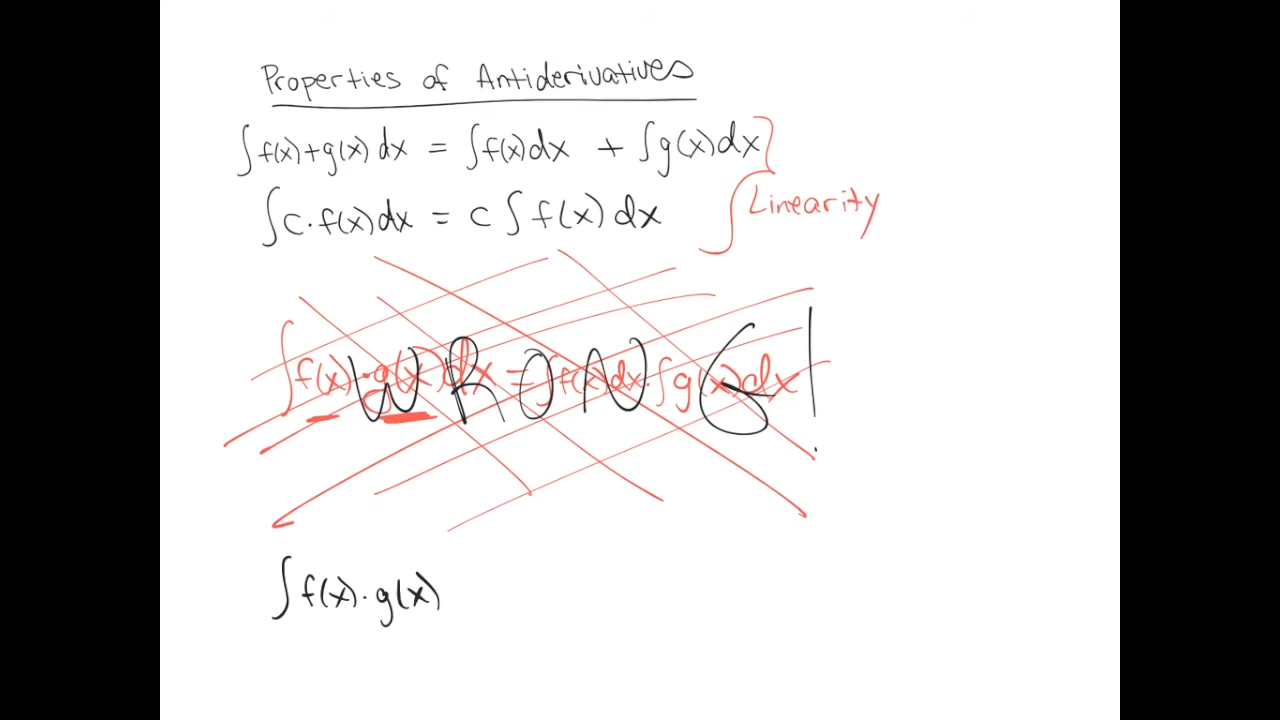 Properties of Antiderivatives
∫f(x)+g(x) dx = ∫f(x)dx + ∫g(x)dx
∫c·f(x)dx = c ∫f(x)dx
Linearity
∫f(x)·g(x)dx = ∫f(x)dx·∫g(x)dx
WRONG!
∫f(x)·g(x)